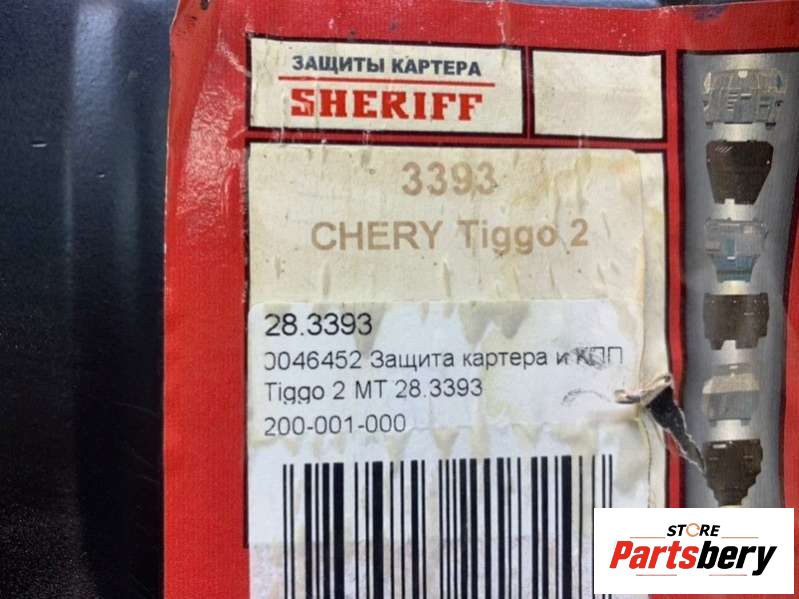 ЗАЩИТЫ КАРТЕРА
SHERIFF
3393
CHERY Tiggo 2
28.3393
0046452 Защита картера и КПП
Tiggo 2 MT 28.3393
200-001-000
STORE
Partsbery